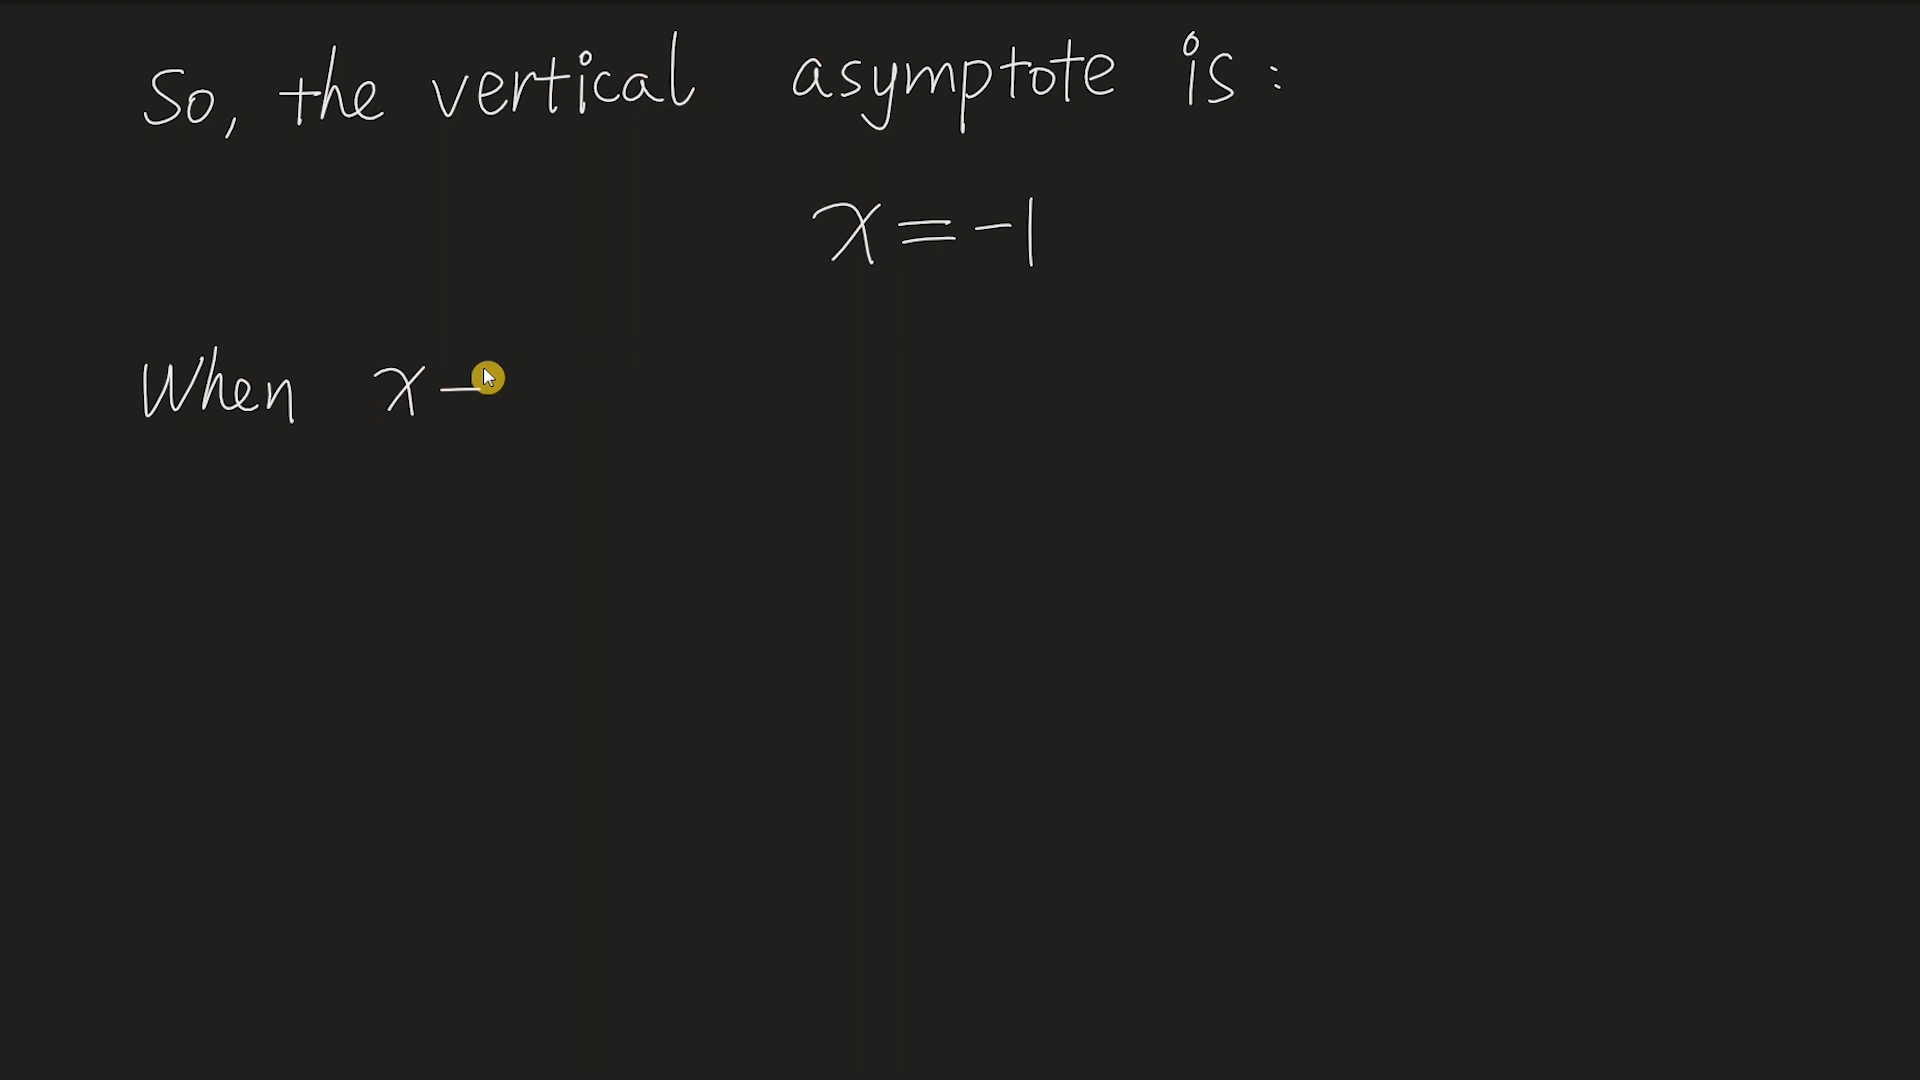 So, the vertical asymptote is:
x = -1
When x -